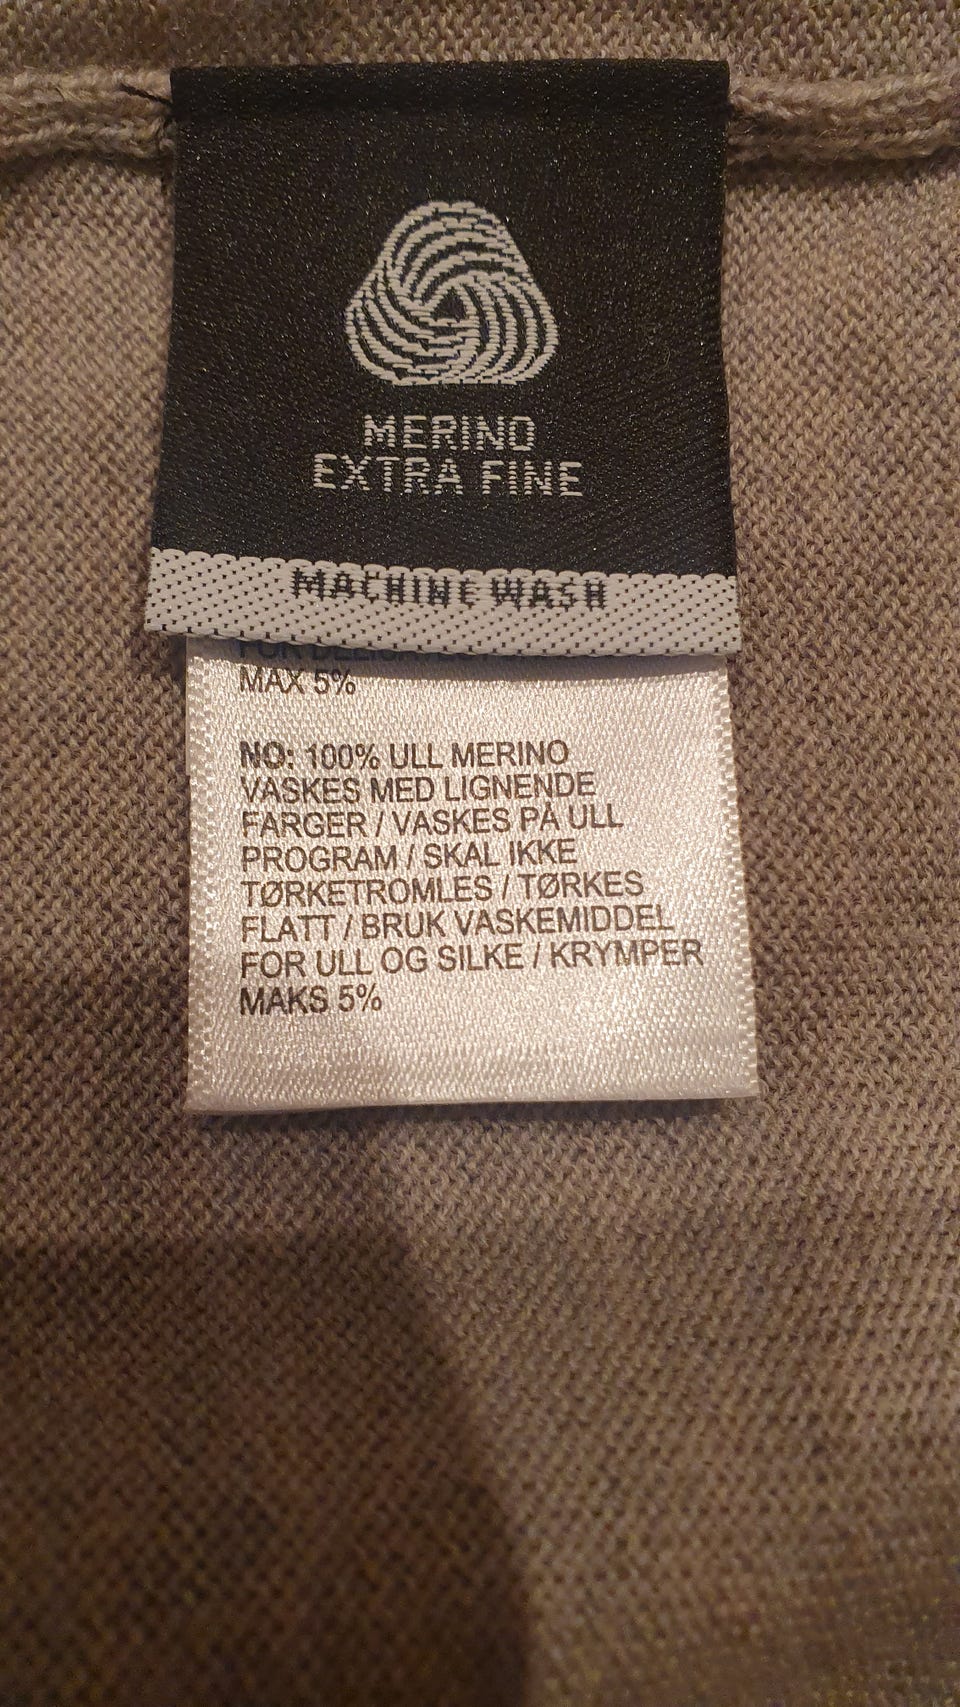 MERINO
EXTRA FINE
MACHINE WASH
FOR
MAX 5%
NO: 100% ULL MERINO
VASKES MED LIGNENDE
FARGER / VASKES PÅ ULL
PROGRAM / SKAL IKKE
TØRKETROMLES / TØRKES
FLATT / BRUK VASKEMIDDEL
FOR ULL OG SILKE / KRYMPER
MAKS 5%